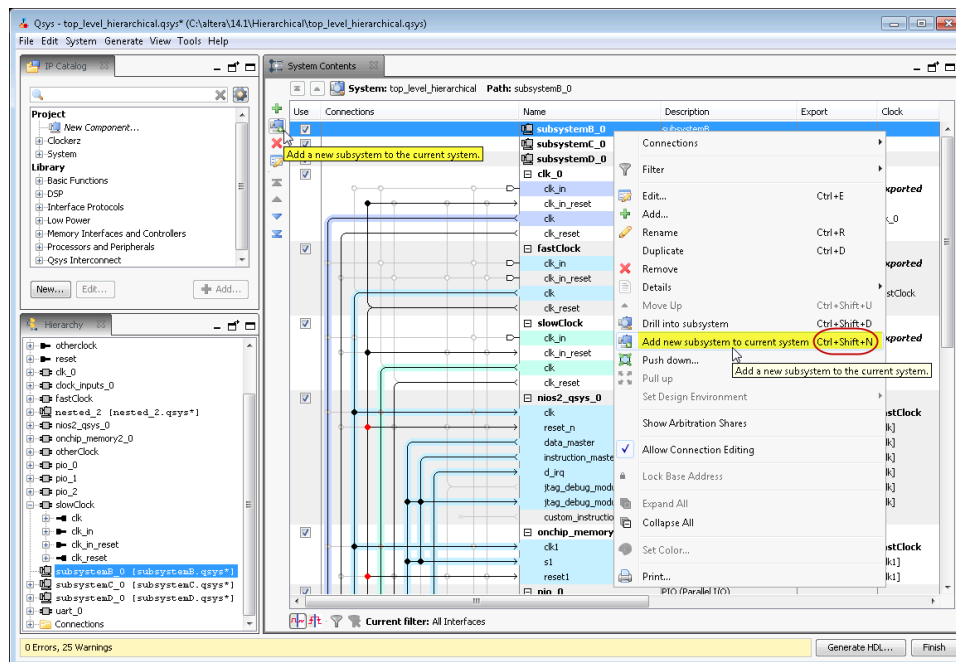 Qsys - top_level_hierarchical.qsys* (C:\altera\14.1\Hierarchical\top_level_hierarchical.qsys)
File Edit System Generate View Tools Help
IP Catalog
Project
New Component...
Clockerz
System
Library
Basic Functions
DSP
Interface Protocols
Low Power
Memory Interfaces and Controllers
Processors and Peripherals
Qsys Interconnect
New... Edit... Add...
Hierarchy
otherclock
reset
clk_0
clock_inputs_0
fastClock
nested_2 [nested_2.qsys*]
nios2_qsys_0
onchip_memory2_0
otherClock
pio_0
pio_1
pio_2
slowClock
clk
clk_in
clk_in_reset
clk_reset
subsystemB_0 [subsystemB.qsys*]
subsystemC_0 [subsystemC.qsys*]
subsystemD_0 [subsystemD.qsys*]
uart_0
Connections
System Contents
System: top_level_hierarchical Path: subsystemB_0
Use Connections Name Description Export Clock
subsystemB_0 subsystemB
subsystemC_0
Add a new subsystem to the current system.
subsystemD_0
clk_0
clk_in exported
clk_in_reset
clk k_0
clk_reset
fastClock
clk_in exported
clk_in_reset
clk stClock
clk_reset
slowClock
clk_in exported
clk_in_reset
clk
clk_reset
nios2_qsys_0
clk astClock
reset_n lk]
data_master lk]
instruction_maste lk]
d_irq lk]
jtag_debug_modu lk]
jtag_debug_modu lk]
custom_instructio
onchip_memory
clk1 astClock
s1 lk1]
reset1 lk1]
pio_0 PIO (Parallel I/O)
Connections
Filter
Edit... Ctrl+E
Add...
Rename Ctrl+R
Duplicate Ctrl+D
Remove
Details
Move Up Ctrl+Shift+U
Drill into subsystem Ctrl+Shift+D
Add new subsystem to current system Ctrl+Shift+N
Push down...
Add a new subsystem to the current system.
Pull up
Set Design Environment
Show Arbitration Shares
Allow Connection Editing
Lock Base Address
Expand All
Collapse All
Set Color...
Print...
Current filter: All Interfaces
0 Errors, 25 Warnings
Generate HDL... Finish